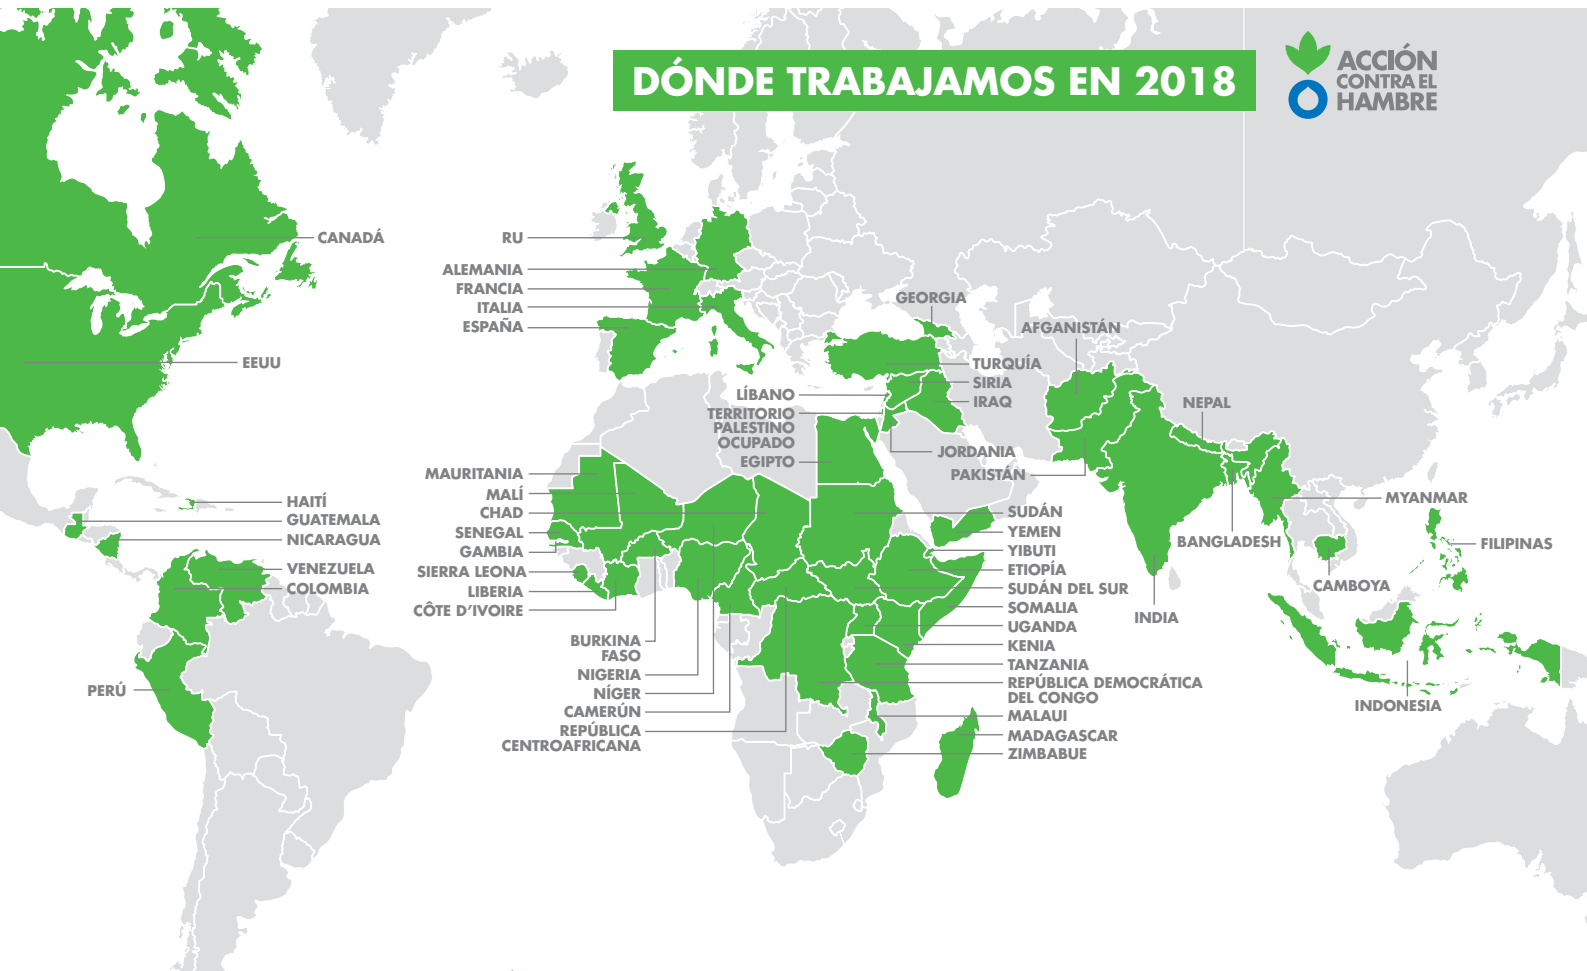 DÓNDE TRABAJAMOS EN 2018
ACCIÓN
CONTRA EL
HAMBRE
CANADÁ
EEUU
HAITÍ
GUATEMALA
NICARAGUA
VENEZUELA
COLOMBIA
PERÚ
RU
ALEMANIA
FRANCIA
ITALIA
ESPAÑA
GEORGIA
TURQUÍA
SIRIA
IRAQ
LÍBANO
TERRITORIO
PALESTINO
OCUPADO
EGIPTO
JORDANIA
AFGANISTÁN
PAKISTÁN
NEPAL
MAURITANIA
MALÍ
CHAD
SENEGAL
GAMBIA
SIERRA LEONA
LIBERIA
CÔTE D'IVOIRE
BURKINA
FASO
NIGERIA
NÍGER
CAMERÚN
REPÚBLICA
CENTROAFRICANA
SUDÁN
YEMEN
YIBUTI
ETIOPÍA
SUDÁN DEL SUR
SOMALIA
UGANDA
KENIA
TANZANIA
REPÚBLICA DEMOCRÁTICA
DEL CONGO
MALAUI
MADAGASCAR
ZIMBABUE
MYANMAR
BANGLADESH
FILIPINAS
CAMBOYA
INDIA
INDONESIA